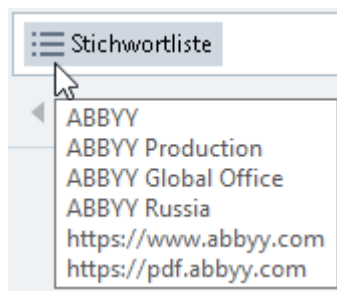 Stichwortliste
ABBYY
ABBYY Production
ABBYY Global Office
ABBYY Russia
https://www.abbyy.com
https://pdf.abbyy.com